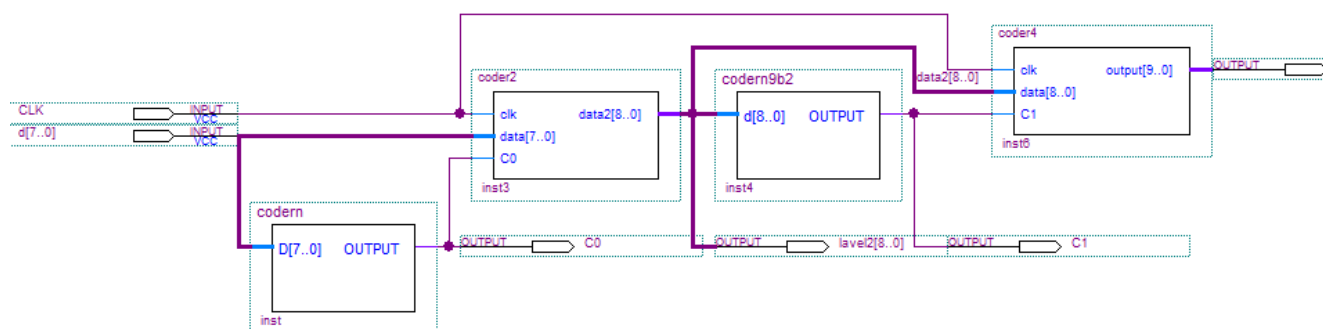 coder4
clk
output[9..0]
OUTPUT
data2[8..0]
data[8..0]
C1
inst6
coder2
clk
data2[8..0]
data[7..0]
C0
inst3
codern9b2
d[8..0]
OUTPUT
inst4
CLK
INPUT
VCC
d[7..0]
INPUT
VCC
codern
D[7..0]
OUTPUT
inst
OUTPUT
C0
OUTPUT
lavel2[8..0]
OUTPUT
C1